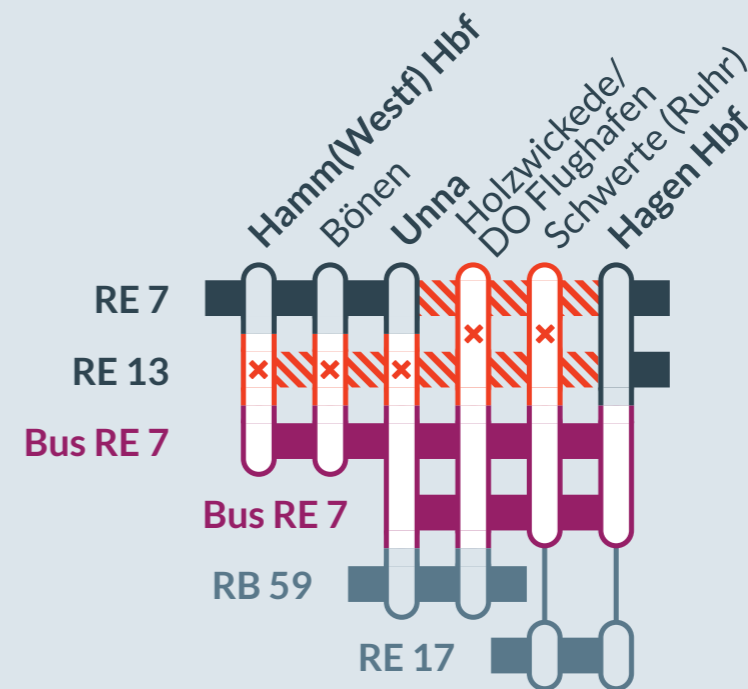 Hamm(Westf) Hbf
Bönen
Unna
Holzwickede/
DO Flughafen
Schwerte (Ruhr)
Hagen Hbf
RE 7
RE 13
Bus RE 7
Bus RE 7
RB 59
RE 17